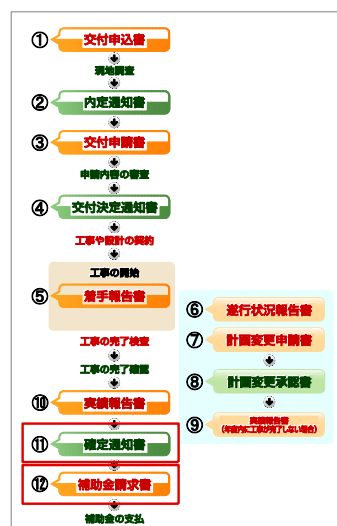 ① 交付申込書
現地調査
② 内定通知書
③ 交付申請書
申請内容の審査
④ 交付決定通知書
工事や設計の契約
工事の開始
⑤ 着手報告書
工事の完了検査
工事の完了確認
⑩ 実績報告書
⑪ 確定通知書
⑫ 補助金請求書
補助金の支払
⑥ 遂行状況報告書
⑦ 計画変更申請書
⑧ 計画変更承認書
⑨ 実績報告書
(年度内に工事が完了しない場合)